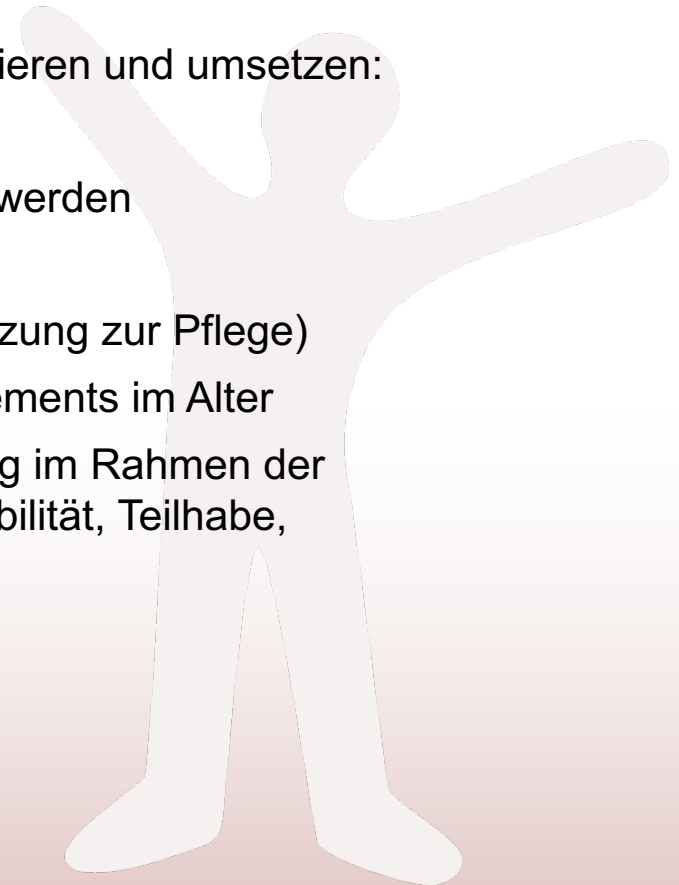 ieren und umsetzen:
werden
zung zur Pflege)
ements im Alter
g im Rahmen der
bilität, Teilhabe,